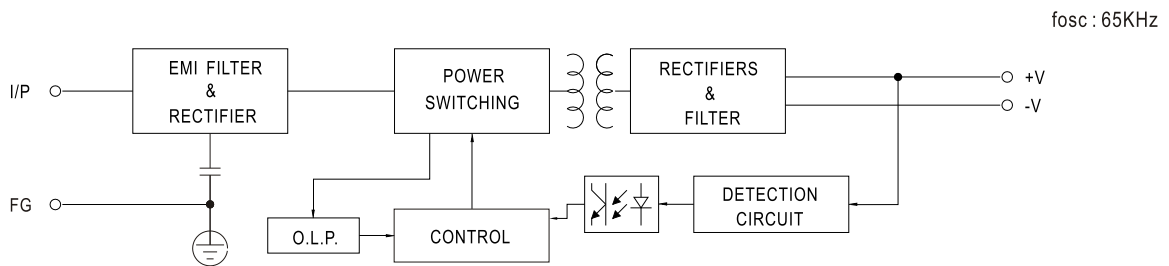 fosc : 65KHz
I/P
EMI FILTER
&
RECTIFIER
POWER
SWITCHING
RECTIFIERS
&
FILTER
+V
-V
FG
O.L.P.
CONTROL
DETECTION
CIRCUIT